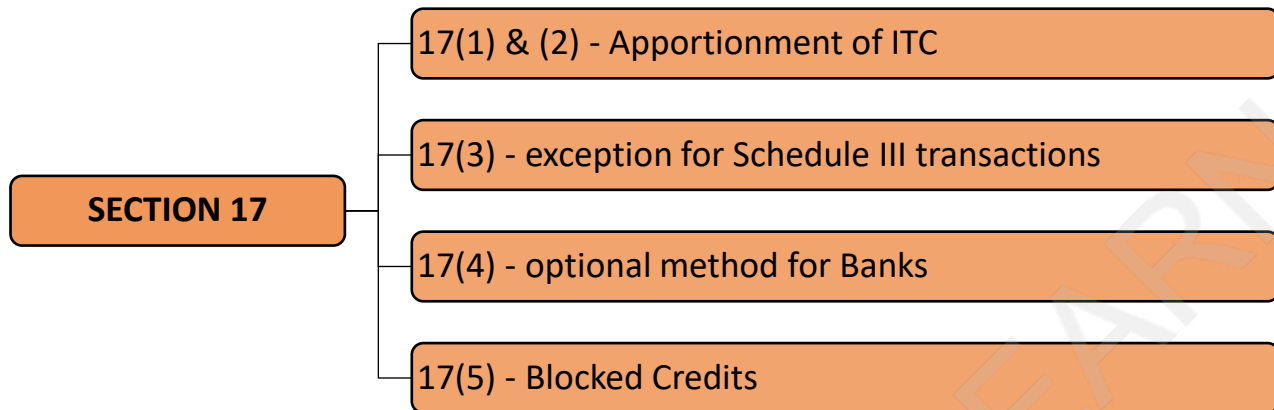 17(1) & (2) - Apportionment of ITC
17(3) - exception for Schedule III transactions
SECTION 17
17(4) - optional method for Banks
17(5) - Blocked Credits